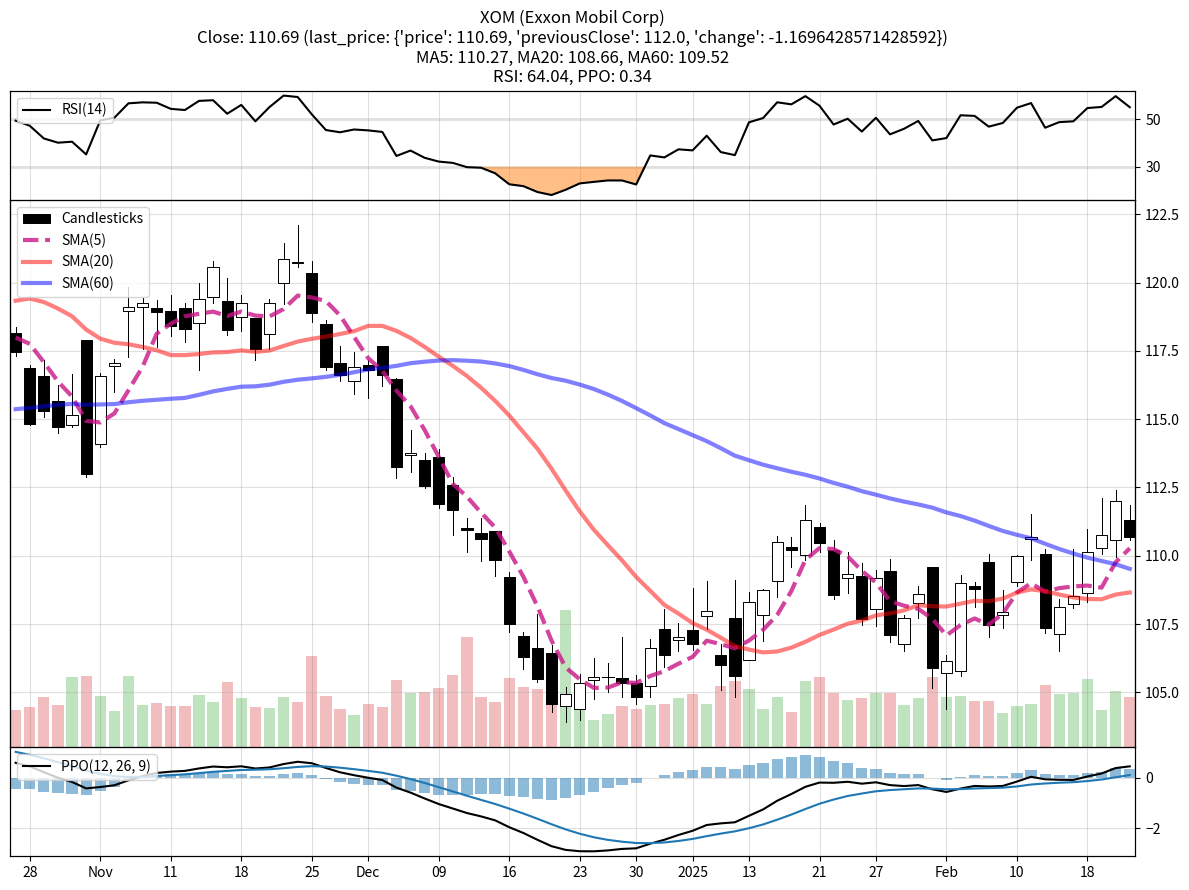 XOM (Exxon Mobil Corp)
Close: 110.69 (last_price: {'price': 110.69, 'previousClose': 112.0, 'change': -1.1696428571428592})
MA5: 110.27, MA20: 108.66, MA60: 109.52
RSI: 64.04, PPO: 0.34
RSI(14)
50
30
Candlesticks
SMA(5)
SMA(20)
SMA(60)
122.5
120.0
117.5
115.0
112.5
110.0
107.5
105.0
PPO(12, 26, 9)
0
−2
28 Nov 11 18 25 Dec 09 16 23 30 2025 13 21 27 Feb 10 18